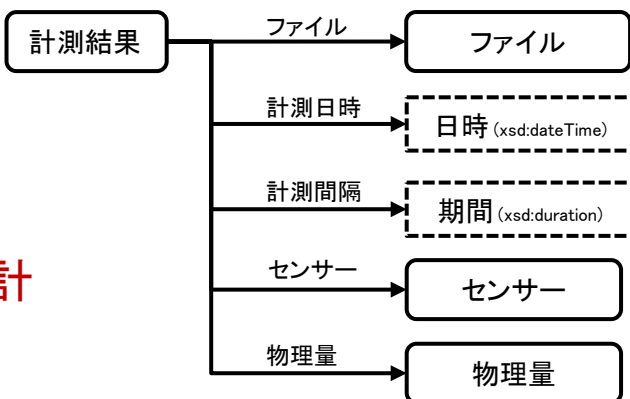 計測結果
ファイル
ファイル
計測日時
日時(xsd:dateTime)
計測間隔
期間(xsd:duration)
計
センサー
センサー
物理量
物理量